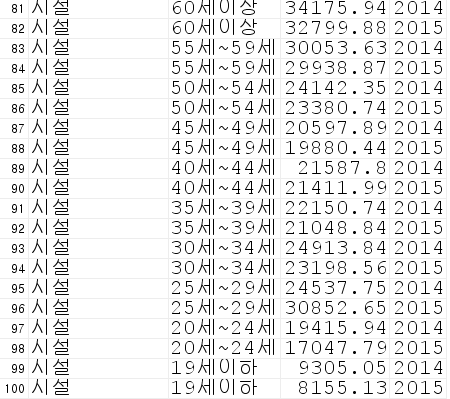 81 시설 60세이상 34175.94 2014
82 시설 60세이상 32799.88 2015
83 시설 55세~59세 30053.63 2014
84 시설 55세~59세 29938.87 2015
85 시설 50세~54세 24142.35 2014
86 시설 50세~54세 23380.74 2015
87 시설 45세~49세 20597.89 2014
88 시설 45세~49세 19880.44 2015
89 시설 40세~44세 21587.8 2014
90 시설 40세~44세 21411.99 2015
91 시설 35세~39세 22150.74 2014
92 시설 35세~39세 21048.84 2015
93 시설 30세~34세 24913.84 2014
94 시설 30세~34세 23198.56 2015
95 시설 25세~29세 24537.75 2014
96 시설 25세~29세 30852.65 2015
97 시설 20세~24세 19415.94 2014
98 시설 20세~24세 17047.79 2015
99 시설 19세이하 9305.05 2014
100 시설 19세이하 8155.13 2015